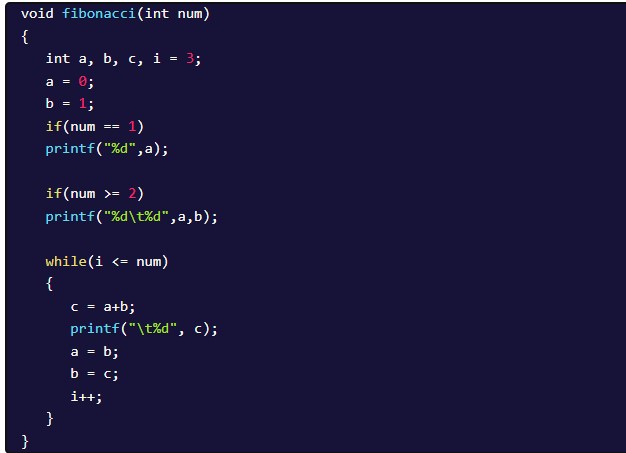 void fibonacci(int num)
{
   int a, b, c, i = 3;
   a = 0;
   b = 1;
   if(num == 1)
   printf("%d",a);

   if(num >= 2)
   printf("%d\t%d",a,b);

   while(i <= num)
   {
      c = a+b;
      printf("\t%d", c);
      a = b;
      b = c;
      i++;
   }
}